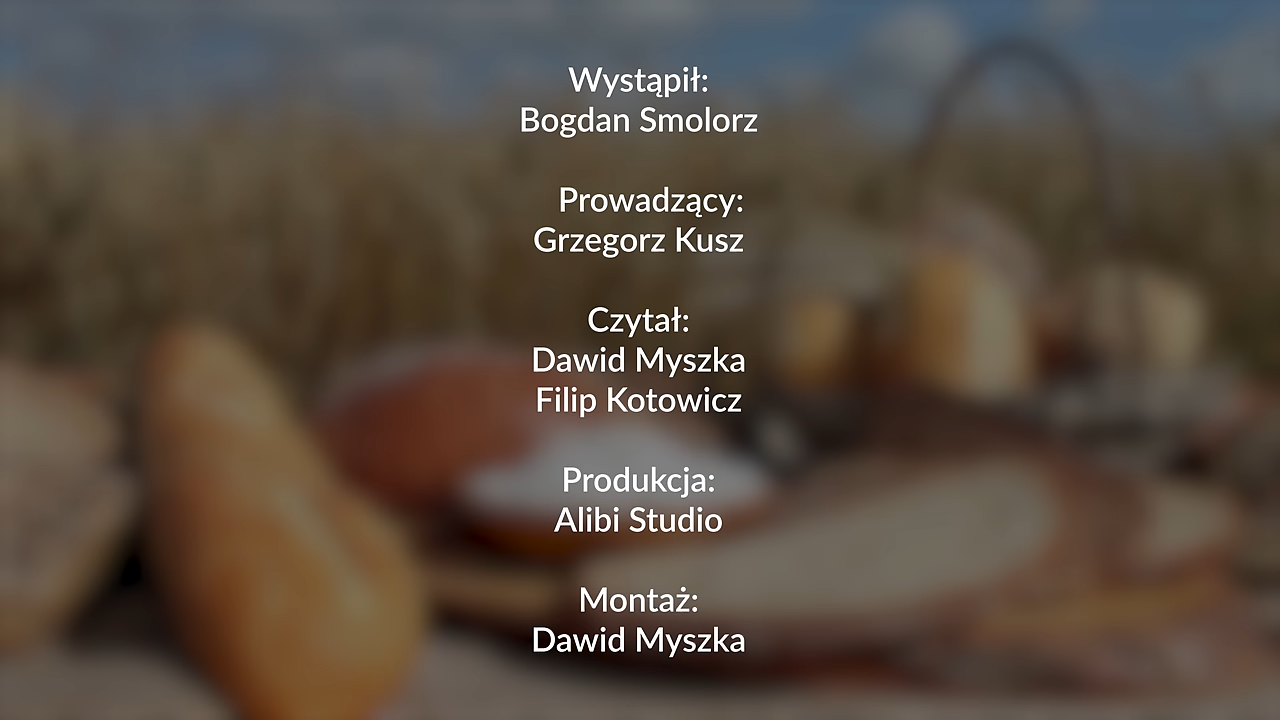 Wystąpił:
Bogdan Smolorz
Prowadzący:
Grzegorz Kusz
Czytał:
Dawid Myszka
Filip Kotowicz
Produkcja:
Alibi Studio
Montaż:
Dawid Myszka